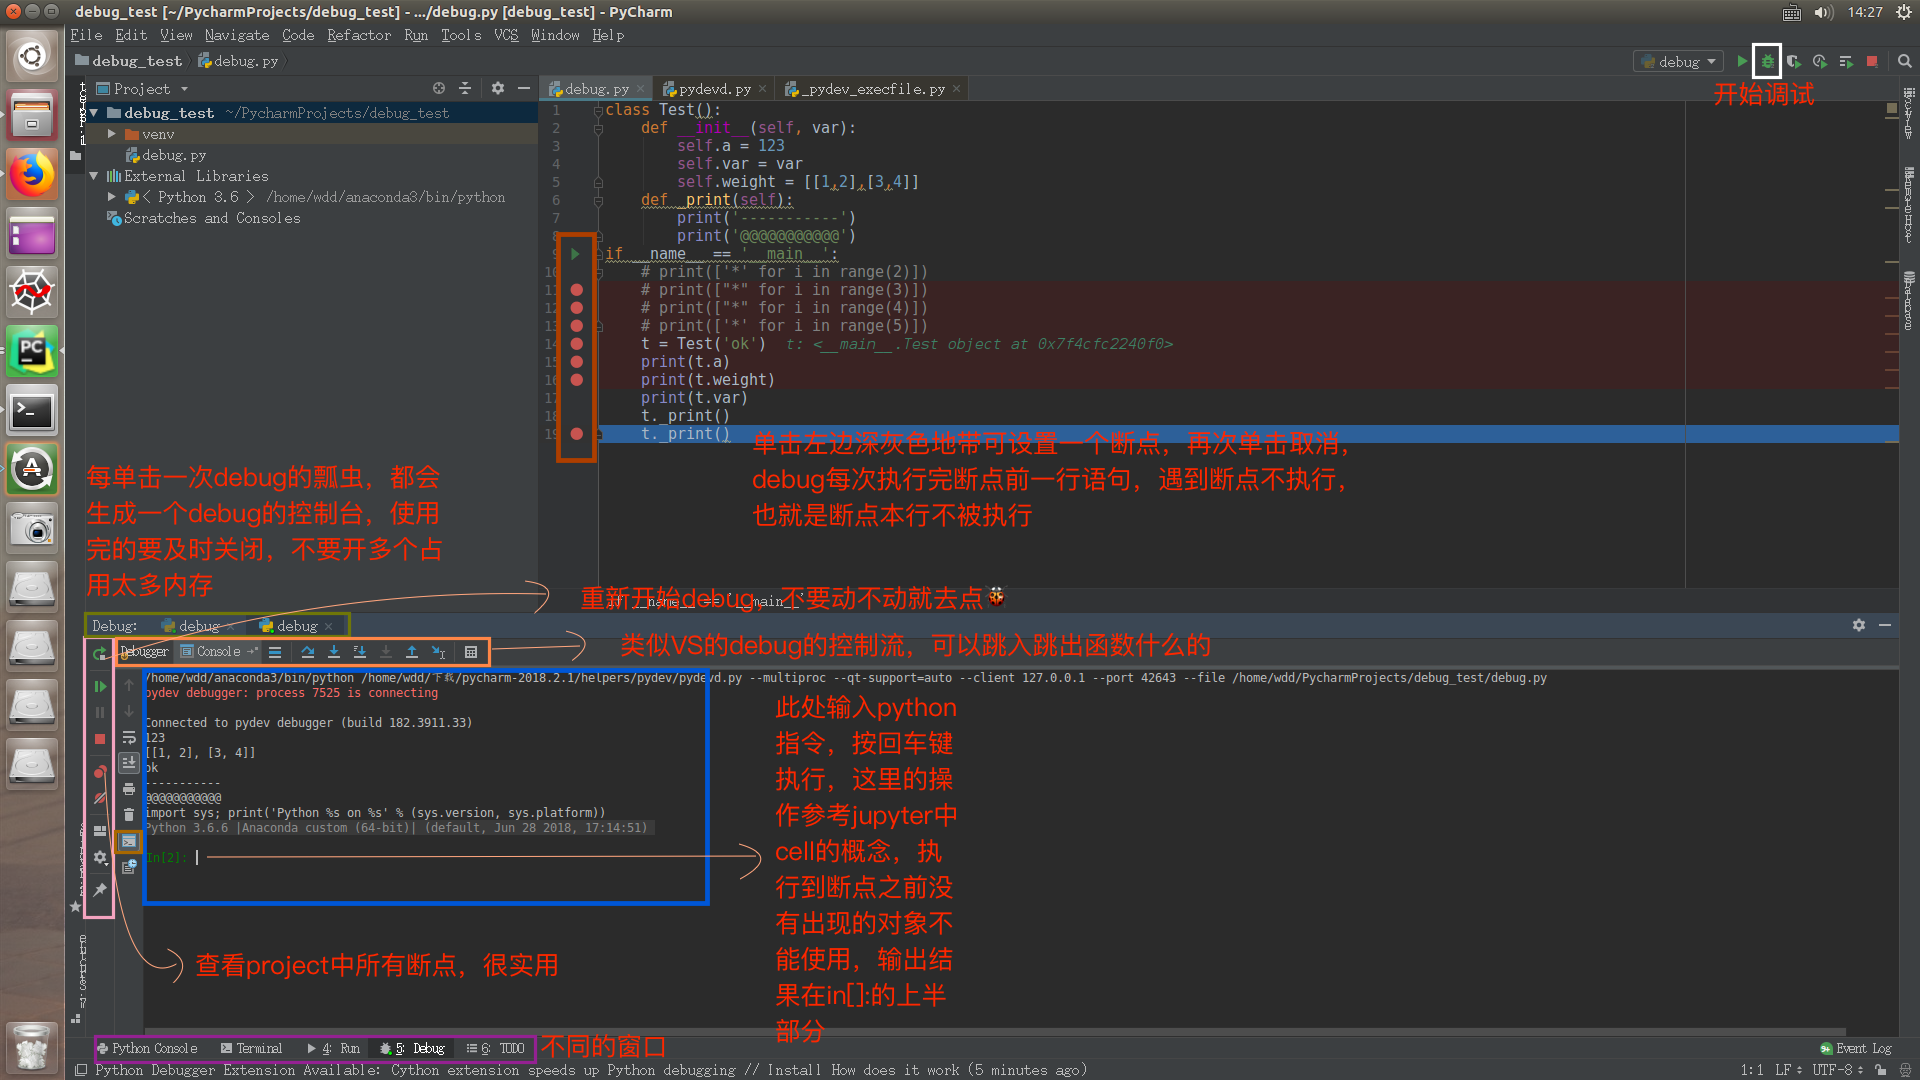 debug_test [~/PycharmProjects/debug_test] - .../debug.py [debug_test] - PyCharm
14:27
File Edit View Navigate Code Refactor Run Tools VCS Window Help
debug_test debug.py
debug
开始调试
Project
debug.py pydevd.py _pydev_execfile.py
debug_test ~/PycharmProjects/debug_test
venv
debug.py
External Libraries
< Python 3.6 > /home/wdd/anaconda3/bin/python
Scratches and Consoles
1 class Test():
2 def __init__(self, var):
3 self.a = 123
4 self.var = var
5 self.weight = [[1,2],[3,4]]
6 def _print(self):
7 print('-----------')
8 print('@@@@@@@@@@@')
9 if __name__ == '__main__':
10 # print(['*' for i in range(2)])
11 # print(["*" for i in range(3)])
12 # print(["*" for i in range(4)])
13 # print(['*' for i in range(5)])
14 t = Test('ok') t: <__main__.Test object at 0x7f4cfc2240f0>
15 print(t.a)
16 print(t.weight)
17 print(t.var)
18 t._print()
19 t._print()
单击左边深灰色地带可设置一个断点，再次单击取消，
debug每次执行完断点前一行语句，遇到断点不执行，
也就是断点本行不被执行
每单击一次debug的瓢虫，都会
生成一个debug的控制台，使用
完的要及时关闭，不要开多个占
用太多内存
重新开始debug，不要动不动就去点
if __name__ == '__main__'
Debug: debug debug
类似VS的debug的控制流，可以跳入跳出函数什么的
Debugger Console
/home/wdd/anaconda3/bin/python /home/wdd/下载/pycharm-2018.2.1/helpers/pydev/pydevd.py --multiproc --qt-support=auto --client 127.0.0.1 --port 42643 --file /home/wdd/PycharmProjects/debug_test/debug.py
pydev debugger: process 7525 is connecting
Connected to pydev debugger (build 182.3911.33)
123
[[1, 2], [3, 4]]
ok
-----------
@@@@@@@@@@@
import sys; print('Python %s on %s' % (sys.version, sys.platform))
Python 3.6.6 |Anaconda custom (64-bit)| (default, Jun 28 2018, 17:14:51)
In[2]:
此处输入python
指令，按回车键
执行，这里的操
作参考jupyter中
cell的概念，执
行到断点之前没
有出现的对象不
能使用，输出结
果在in[]:的上半
部分
查看project中所有断点，很实用
Python Console Terminal 4: Run 5: Debug 6: TODO
不同的窗口
Event Log
Python Debugger Extension Available: Cython extension speeds up Python debugging // Install How does it work (5 minutes ago)
1:1 LF UTF-8
SciView
Remote Host
Database